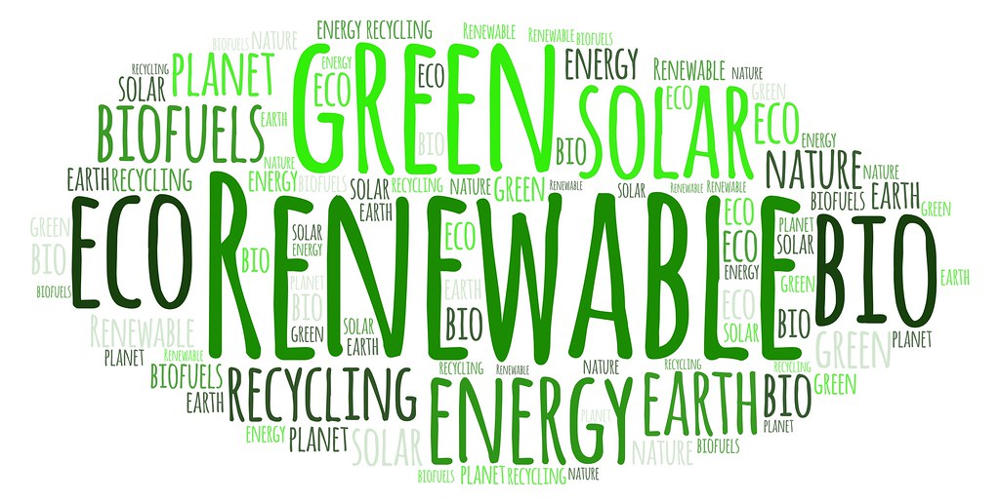 ENERGY RECYCLING Renewable Renewable BIOFUELS
BIOFUELS NATURE GREEN ENERGY
RECYCLING PLANET ENERGY ECO Renewable NATURE
SOLAR ECO SOLAR ECO GREEN
BIOFUELS EARTH BIO BIO ECO ENERGY
NATURE NATURE NATURE
EARTH RECYCLING ENERGY BIOFUELS SOLAR RECYCLING NATURE GREEN Renewable SOLAR Renewable Renewable BIOFUELS EARTH
EARTH ECO GREEN
GREEN ECO RENEWABLE SOLAR ECO ECO PLANET BIO
BIO BIO ENERGY ENERGY SOLAR EARTH
BIOFUELS PLANET EARTH ECO GREEN
BIO BIO SOLAR BIO
Renewable GREEN SOLAR SOLAR GREEN PLANET
PLANET Renewable EARTH
BIOFUELS RECYCLING RECYCLING Renewable NATURE RECYCLING RECYCLING
EARTH ENERGY EARTH BIO GREEN
ENERGY PLANET SOLAR PLANET NATURE BIOFUELS PLANET
BIOFUELS PLANET RECYCLING NATURE